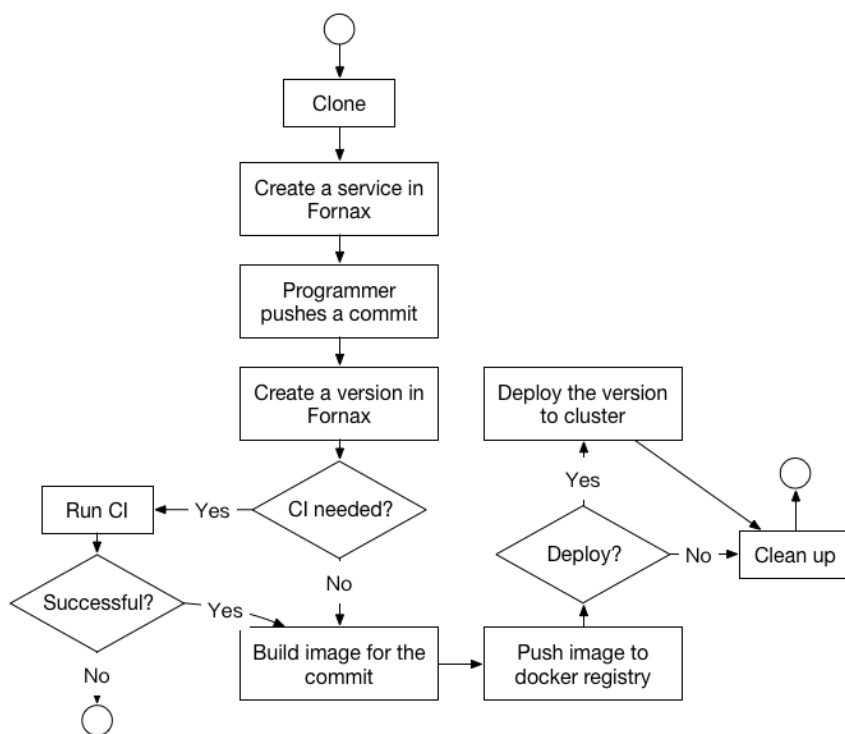 Clone
Create a service in
Fornax
Programmer
pushes a commit
Create a version in
Fornax
Deploy the version
to cluster
Run CI
Yes
CI needed?
Yes
Deploy?
No
Clean up
Successful?
Yes
No
Build image for the
commit
Push image to
docker registry
No